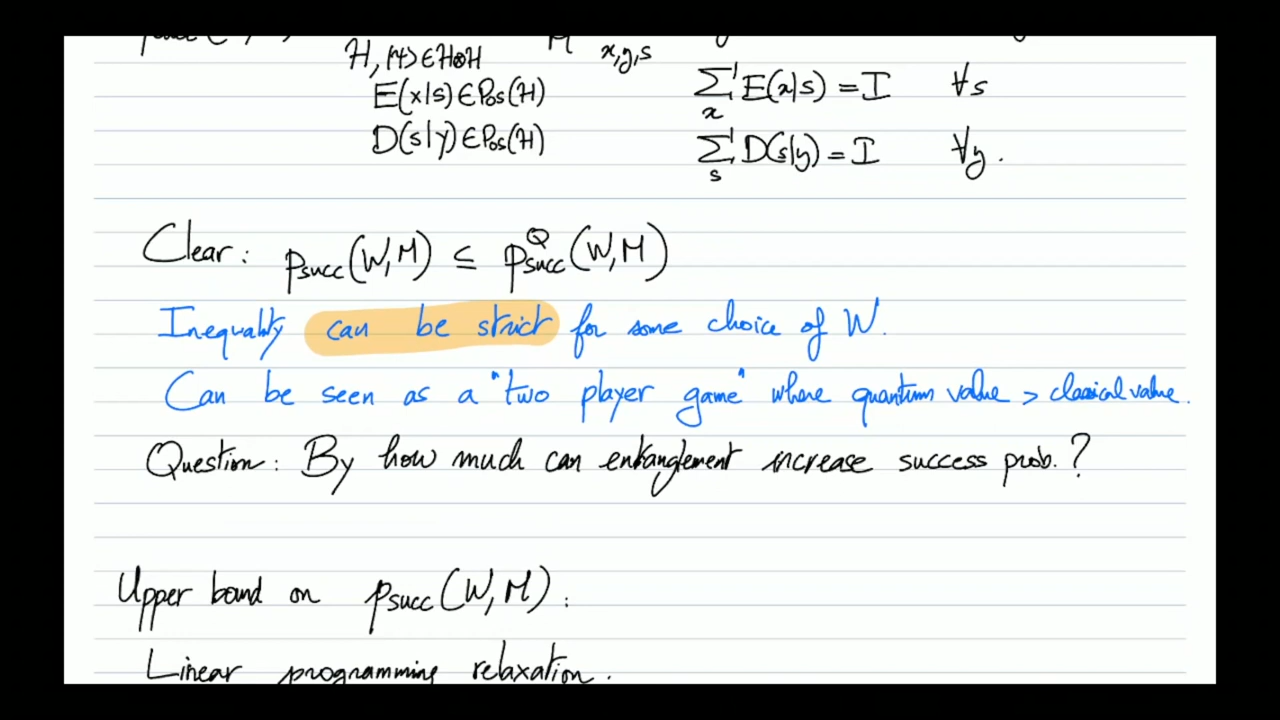 H, |ψ⟩∈H⊗H M x,y,s
E(x|s)∈Pos(H) ∑ₓ E(x|s) = I ∀s
D(s|y)∈Pos(H) ∑ₛ D(s|y) = I ∀y.
Clear: p_succ(W,M) ≤ p^Q_succ(W,M)
Inequality can be strict for some choice of W.
Can be seen as a "two player game" where quantum value > classical value.
Question: By how much can entanglement increase success prob.?
Upper bound on p_succ(W,M):
Linear programming relaxation.